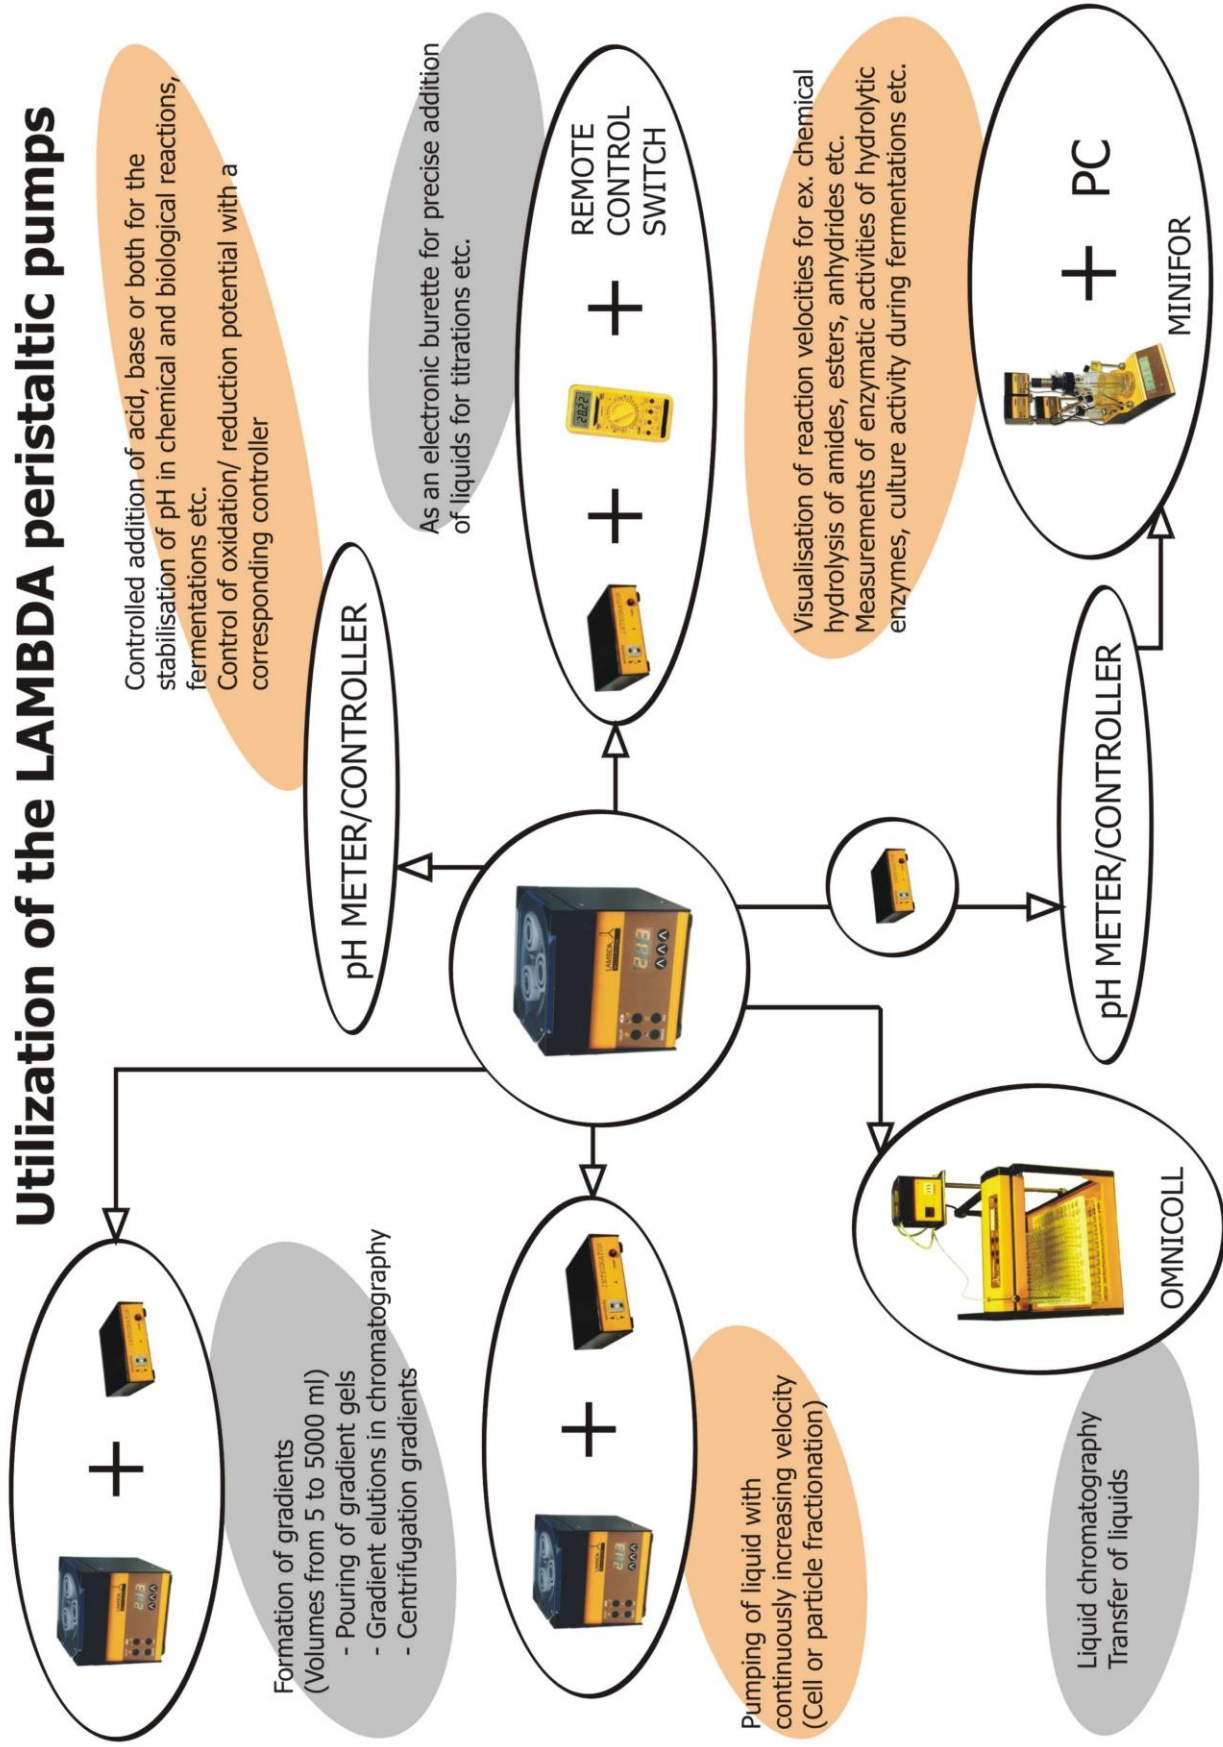 Utilization of the LAMBDA peristaltic pumps
Formation of gradients
(Volumes from 5 to 5000 ml)
- Pouring of gradient gels
- Gradient elutions in chromatography
- Centrifugation gradients
pH METER/CONTROLLER
Controlled addition of acid, base or both for the
stabilisation of pH in chemical and biological reactions,
fermentations etc.
Control of oxidation/ reduction potential with a
corresponding controller
As an electronic burette for precise addition
of liquids for titrations etc.
+
+
+
+
REMOTE
CONTROL
SWITCH
LAMBDA
INTEGRATOR
Pumping of liquid with
continuously increasing velocity
(Cell or particle fractionation)
Visualisation of reaction velocities for ex. chemical
hydrolysis of amides, esters, anhydrides etc.
Measurements of enzymatic activities of hydrolytic
enzymes, culture activity during fermentations etc.
Liquid chromatography
Transfer of liquids
OMNICOLL
pH METER/CONTROLLER
+ PC
MINIFOR